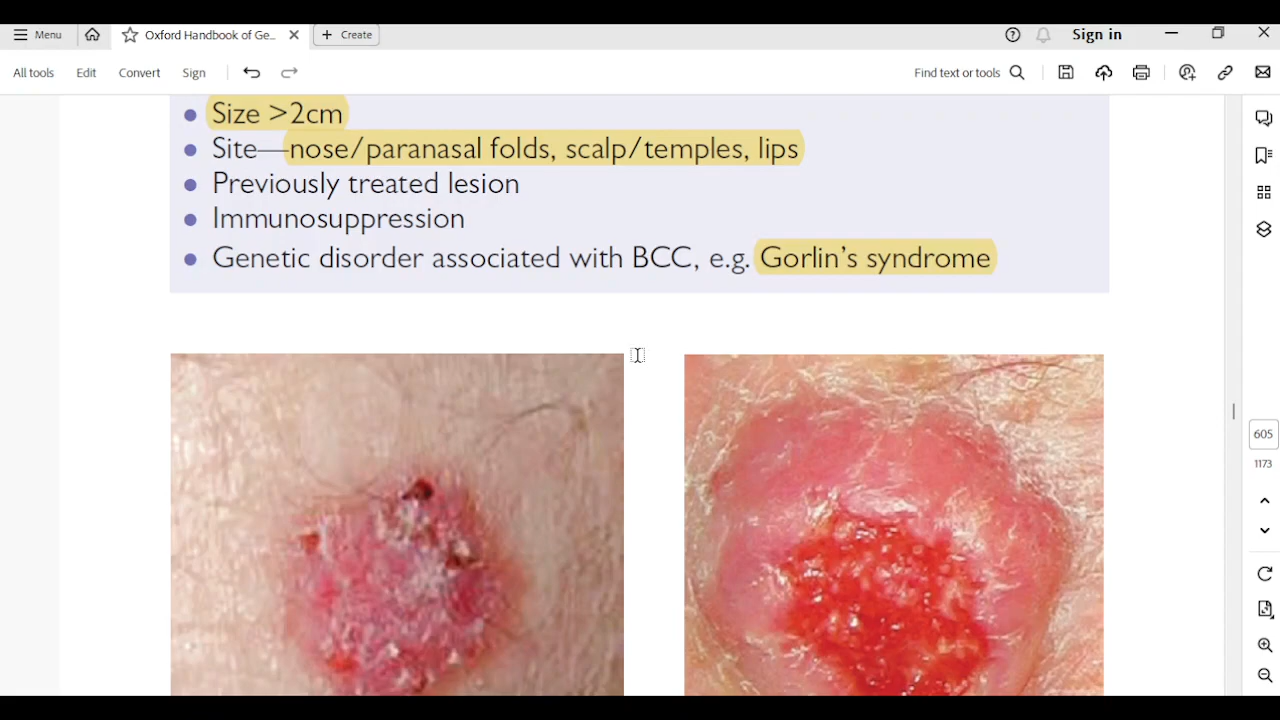 Menu
Oxford Handbook of Ge...
Create
Sign in
All tools
Edit
Convert
Sign
Find text or tools
Size >2cm
Site—nose/paranasal folds, scalp/temples, lips
Previously treated lesion
Immunosuppression
Genetic disorder associated with BCC, e.g. Gorlin’s syndrome
605
1173